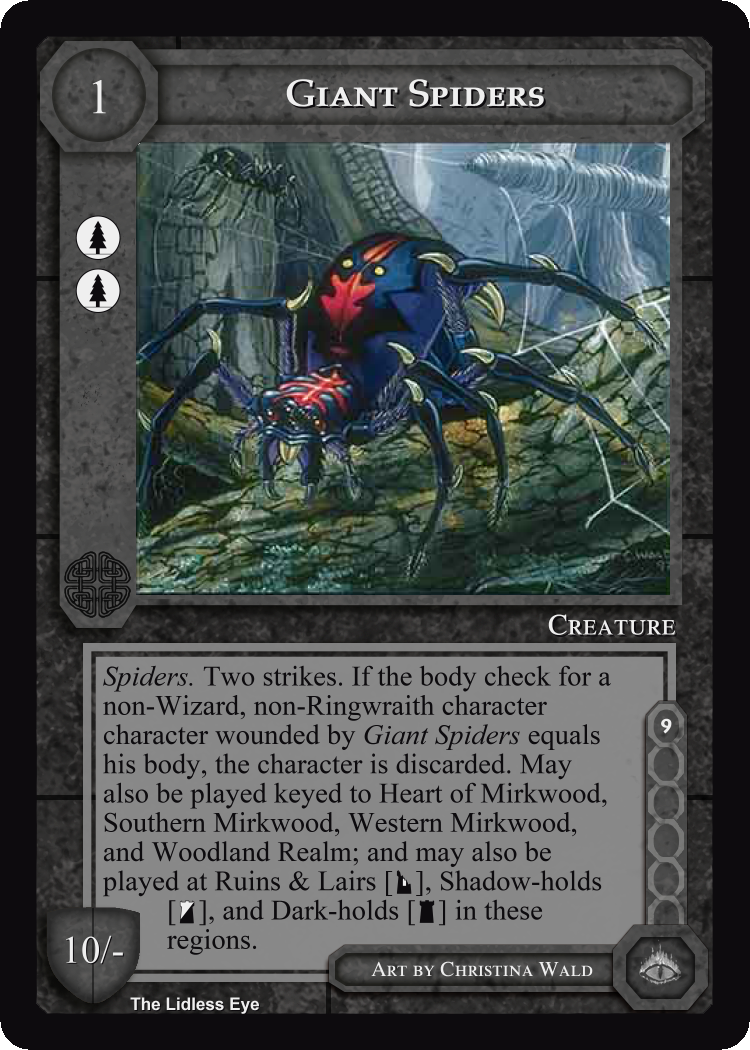 1
Giant Spiders
Creature
Spiders. Two strikes. If the body check for a
non-Wizard, non-Ringwraith character
character wounded by Giant Spiders equals
his body, the character is discarded. May
also be played keyed to Heart of Mirkwood,
Southern Mirkwood, Western Mirkwood,
and Woodland Realm; and may also be
played at Ruins & Lairs [], Shadow-holds
[], and Dark-holds [] in these
regions.
9
10/-
Art by Christina Wald
The Lidless Eye